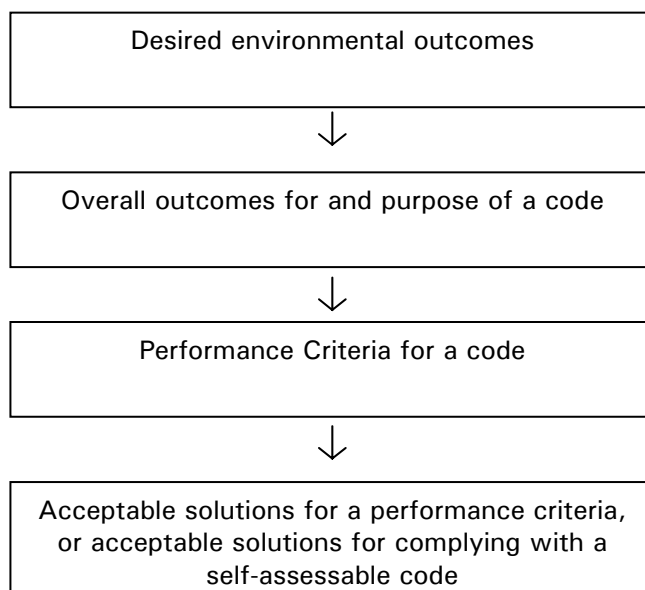 Desired environmental outcomes
Overall outcomes for and purpose of a code
Performance Criteria for a code
Acceptable solutions for a performance criteria,
or acceptable solutions for complying with a
self-assessable code